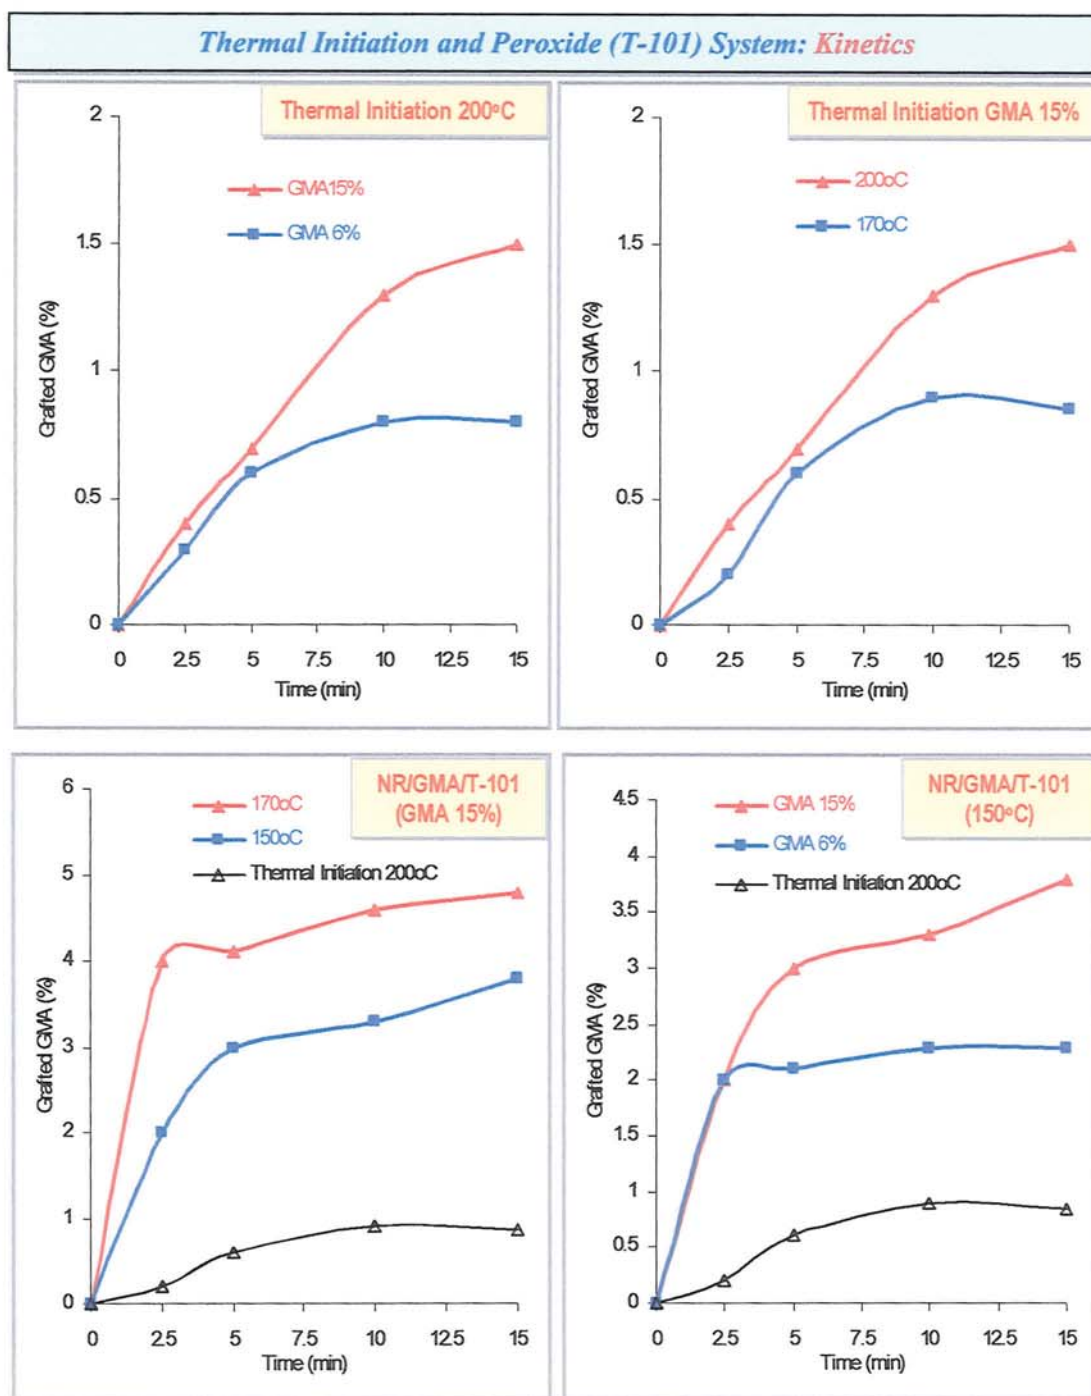 Thermal Initiation and Peroxide (T-101) System: Kinetics
Thermal Initiation 200°C
GMA15%
GMA 6%
Grafted GMA (%)
2
1.5
1
0.5
0
0 2.5 5 7.5 10 12.5 15
Time (min)
Thermal Initiation GMA 15%
200oC
170oC
Grafted GMA (%)
2
1.5
1
0.5
0
0 2.5 5 7.5 10 12.5 15
Time (min)
NR/GMA/T-101
(GMA 15%)
170oC
150oC
Thermal Initiation 200oC
Grafted GMA (%)
6
5
4
3
2
1
0
0 2.5 5 7.5 10 12.5 15
Time (min)
NR/GMA/T-101
(150°C)
GMA 15%
GMA 6%
Thermal Initiation 200oC
Grafted GMA (%)
4.5
4
3.5
3
2.5
2
1.5
1
0.5
0
0 2.5 5 7.5 10 12.5 15
Time (min)